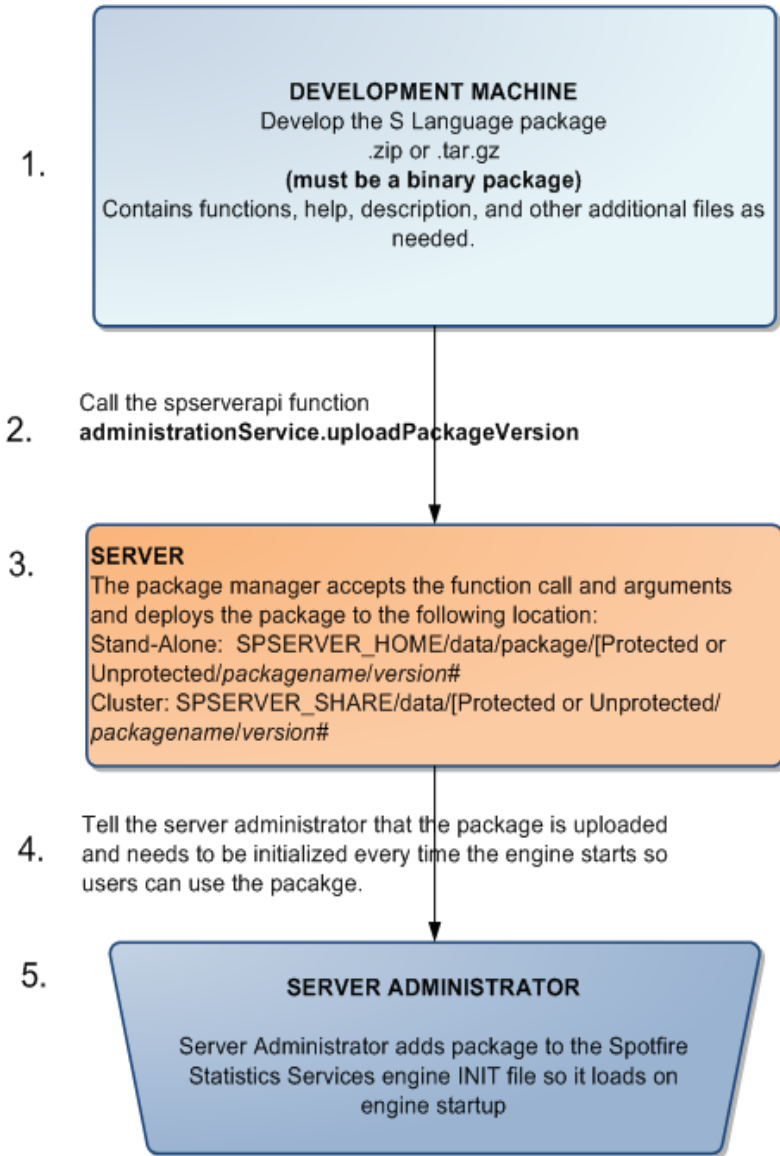 1.
DEVELOPMENT MACHINE
Develop the S Language package
.zip or .tar.gz
(must be a binary package)
Contains functions, help, description, and other additional files as
needed.
2.
Call the spserverapi function
administrationService.uploadPackageVersion
3.
SERVER
The package manager accepts the function call and arguments
and deploys the package to the following location:
Stand-Alone:  SPSERVER_HOME/data/package/[Protected or
Unprotected/packagename/version#
Cluster: SPSERVER_SHARE/data/[Protected or Unprotected/
packagename/version#
4.
Tell the server administrator that the package is uploaded
and needs to be initialized every time the engine starts so
users can use the pacakge.
5.
SERVER ADMINISTRATOR
Server Administrator adds package to the Spotfire
Statistics Services engine INIT file so it loads on
engine startup